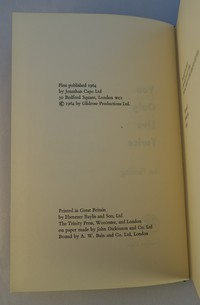 First published 1964
by Jonathan Cape Ltd
30 Bedford Square, London WC1
© 1964 by Glidrose Productions Ltd.
Printed in Great Britain
by Ebenezer Baylis and Son, Ltd
The Trinity Press, Worcester, and London
on paper made by John Dickinson and Co. Ltd
Bound by A. W. Bain and Co. Ltd, London